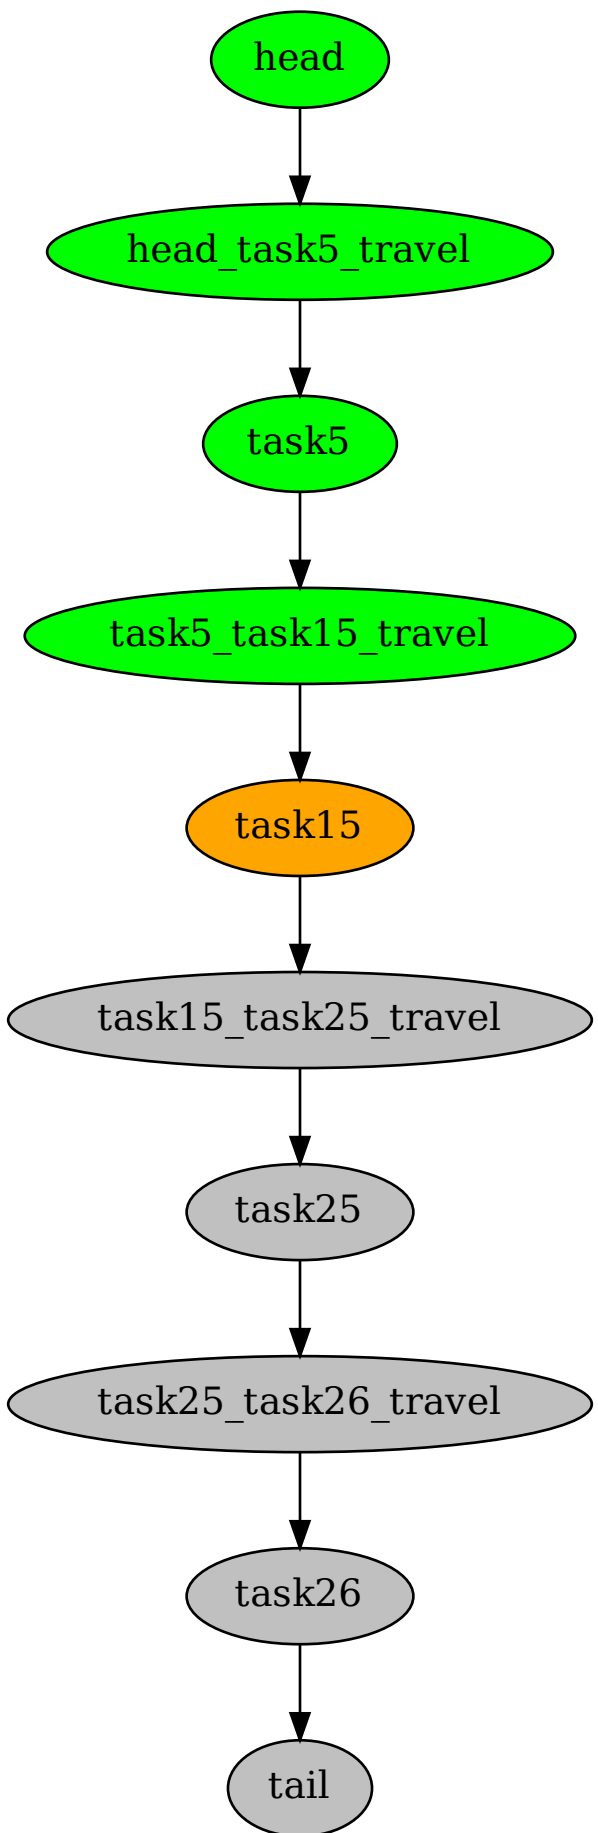 head
head_task5_travel
task5
task5_task15_travel
task15
task15_task25_travel
task25
task25_task26_travel
task26
tail